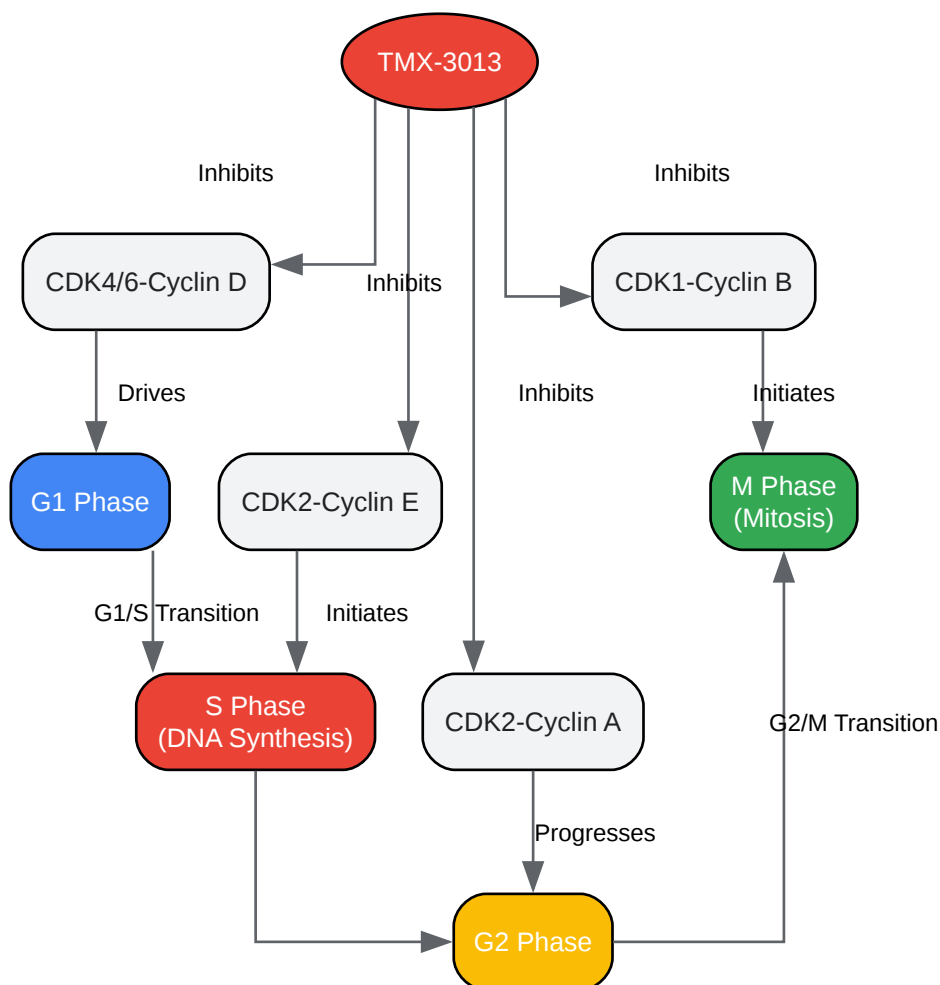 TMX-3013
Inhibits
Inhibits
CDK4/6-Cyclin D
Inhibits
CDK1-Cyclin B
Drives
Inhibits
Initiates
G1 Phase
CDK2-Cyclin E
M Phase
(Mitosis)
G1/S Transition
Initiates
S Phase
(DNA Synthesis)
CDK2-Cyclin A
G2/M Transition
Progresses
G2 Phase